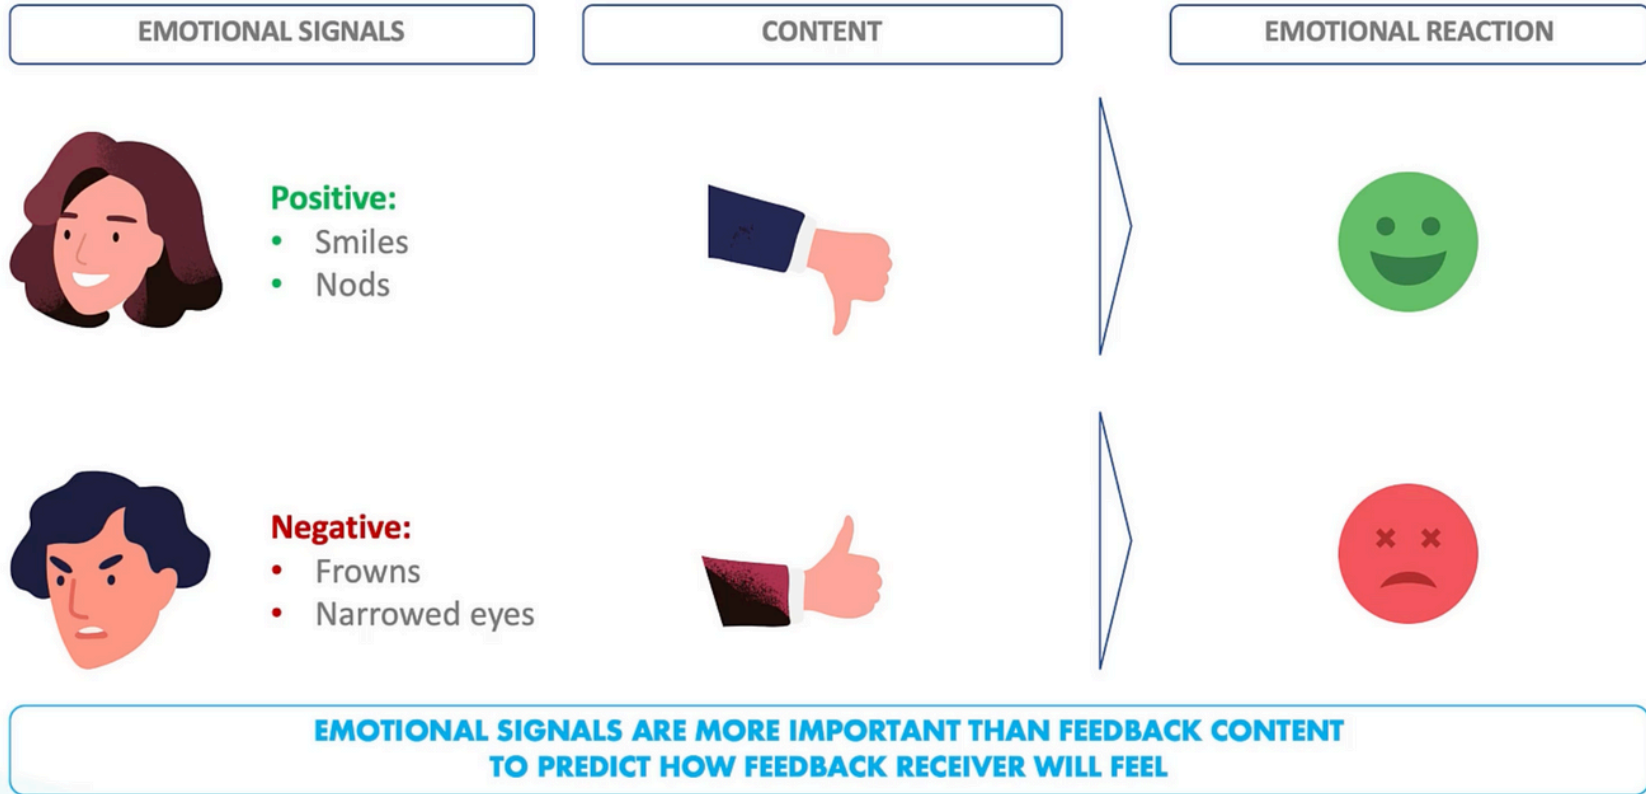 EMOTIONAL SIGNALS
CONTENT
EMOTIONAL REACTION
Positive:
• Smiles
• Nods
Negative:
• Frowns
• Narrowed eyes
EMOTIONAL SIGNALS ARE MORE IMPORTANT THAN FEEDBACK CONTENT
TO PREDICT HOW FEEDBACK RECEIVER WILL FEEL